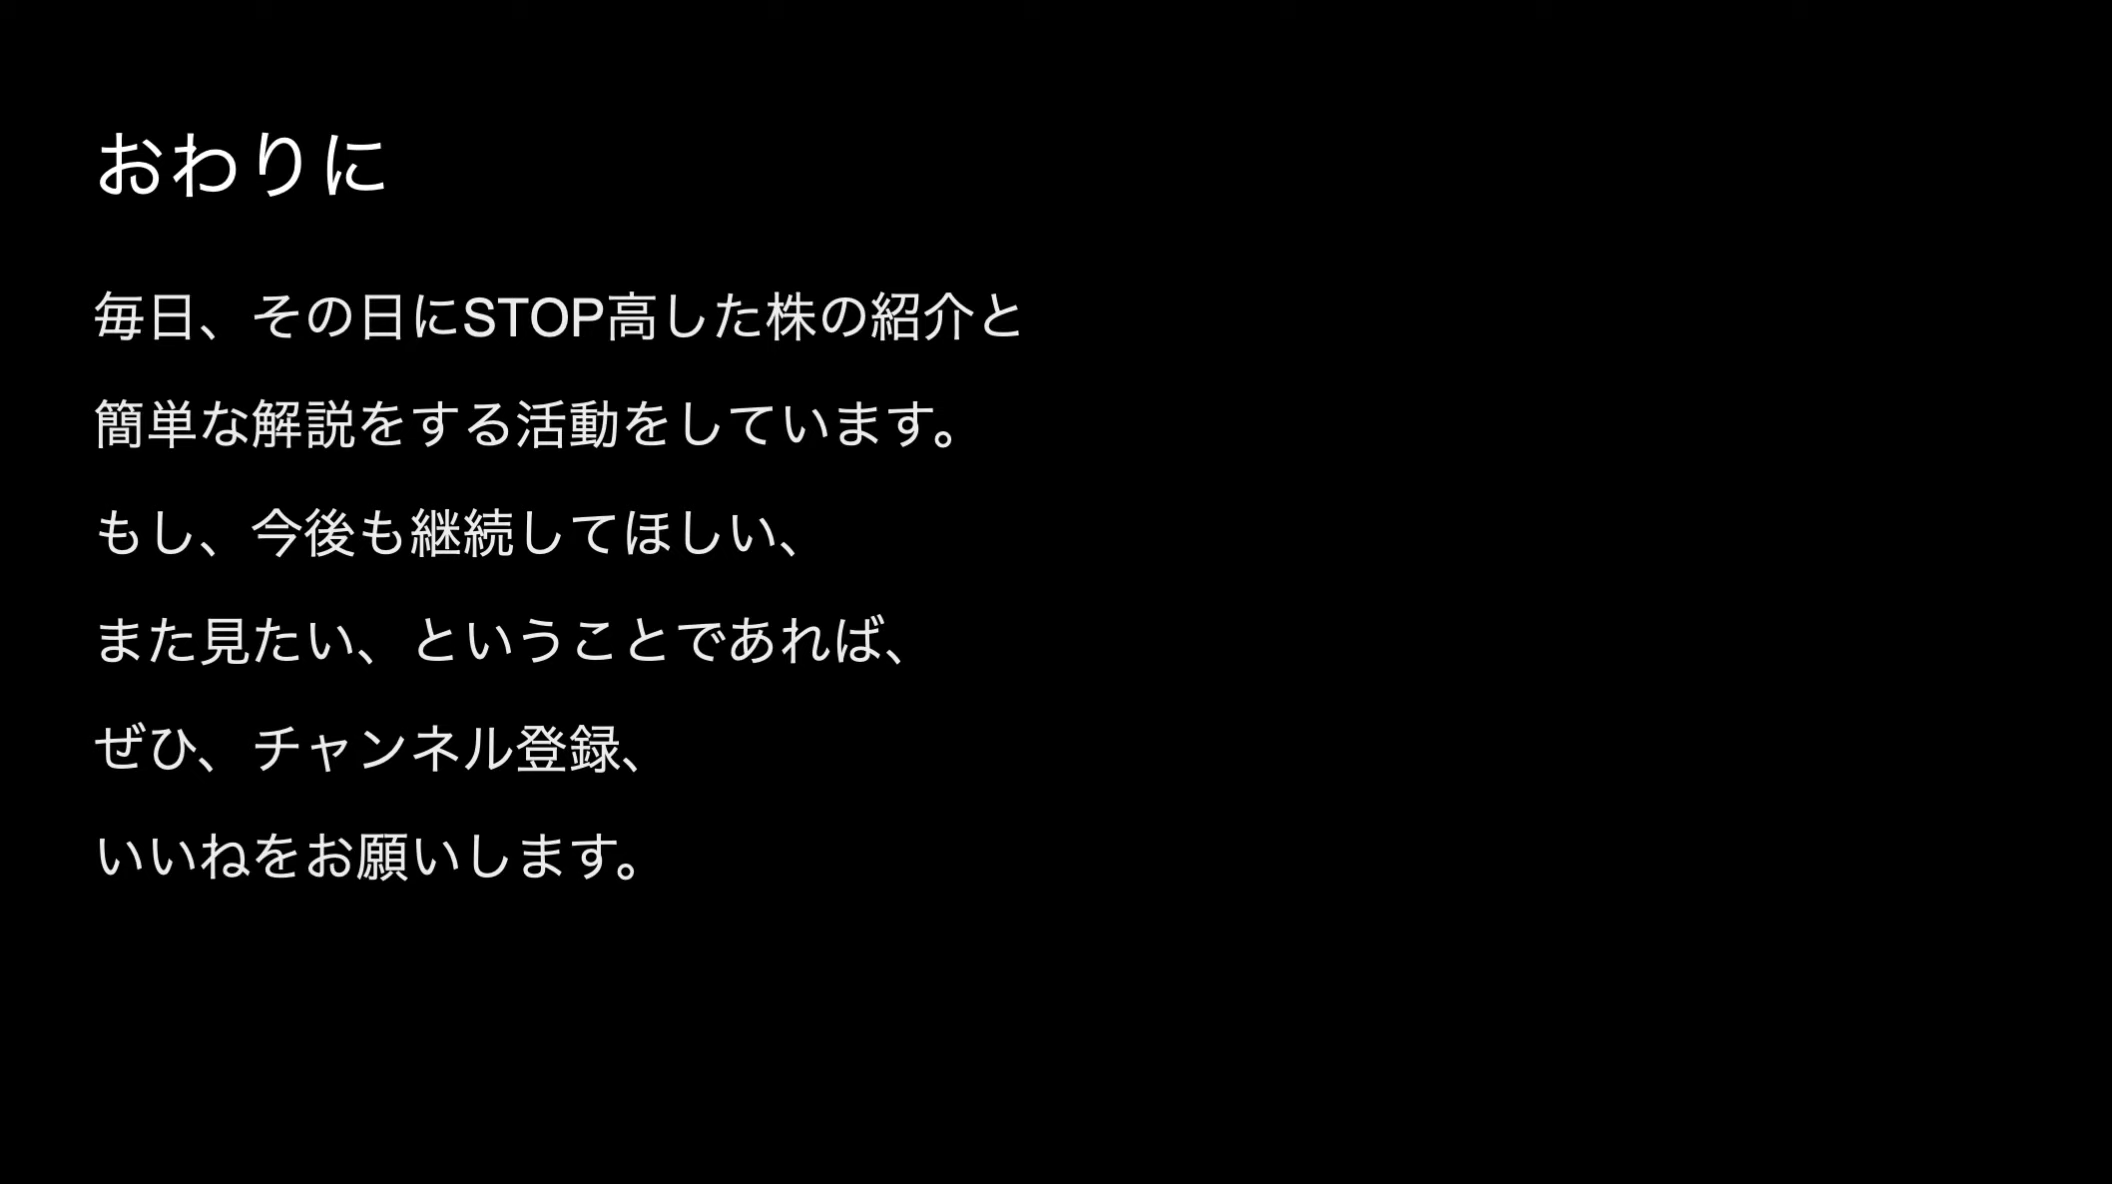 おわりに
毎日、その日にSTOP高した株の紹介と
簡単な解説をする活動をしています。
もし、今後も継続してほしい、
また見たい、ということであれば、
ぜひ、チャンネル登録、
いいねをお願いします。